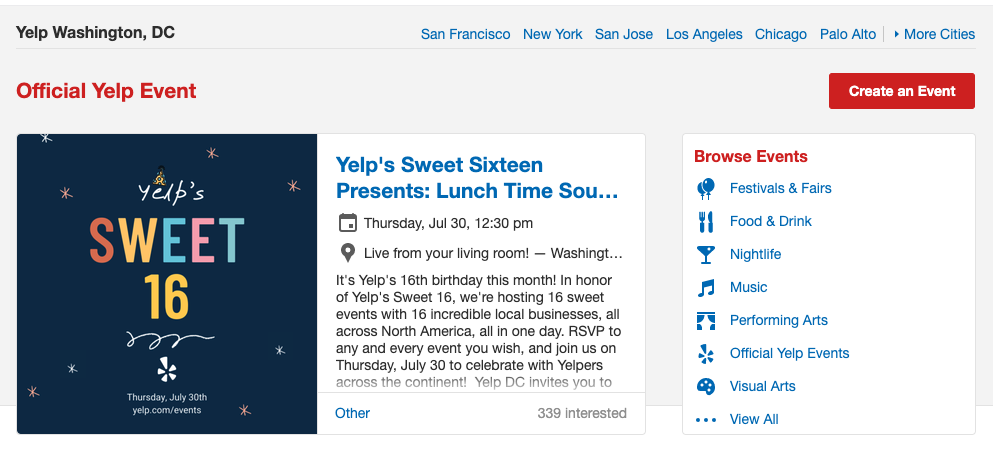 Yelp Washington, DC
San Francisco New York San Jose Los Angeles Chicago Palo Alto More Cities
Official Yelp Event
Create an Event
yelp's
SWEET
16
Thursday, July 30th
yelp.com/events
Yelp's Sweet Sixteen
Presents: Lunch Time Sou...
Thursday, Jul 30, 12:30 pm
Live from your living room! — Washingt...
It's Yelp's 16th birthday this month! In honor
of Yelp's Sweet 16, we're hosting 16 sweet
events with 16 incredible local businesses, all
across North America, all in one day. RSVP to
any and every event you wish, and join us on
Thursday, July 30 to celebrate with Yelpers
across the continent! Yelp DC invites you to
Other
339 interested
Browse Events
Festivals & Fairs
Food & Drink
Nightlife
Music
Performing Arts
Official Yelp Events
Visual Arts
View All